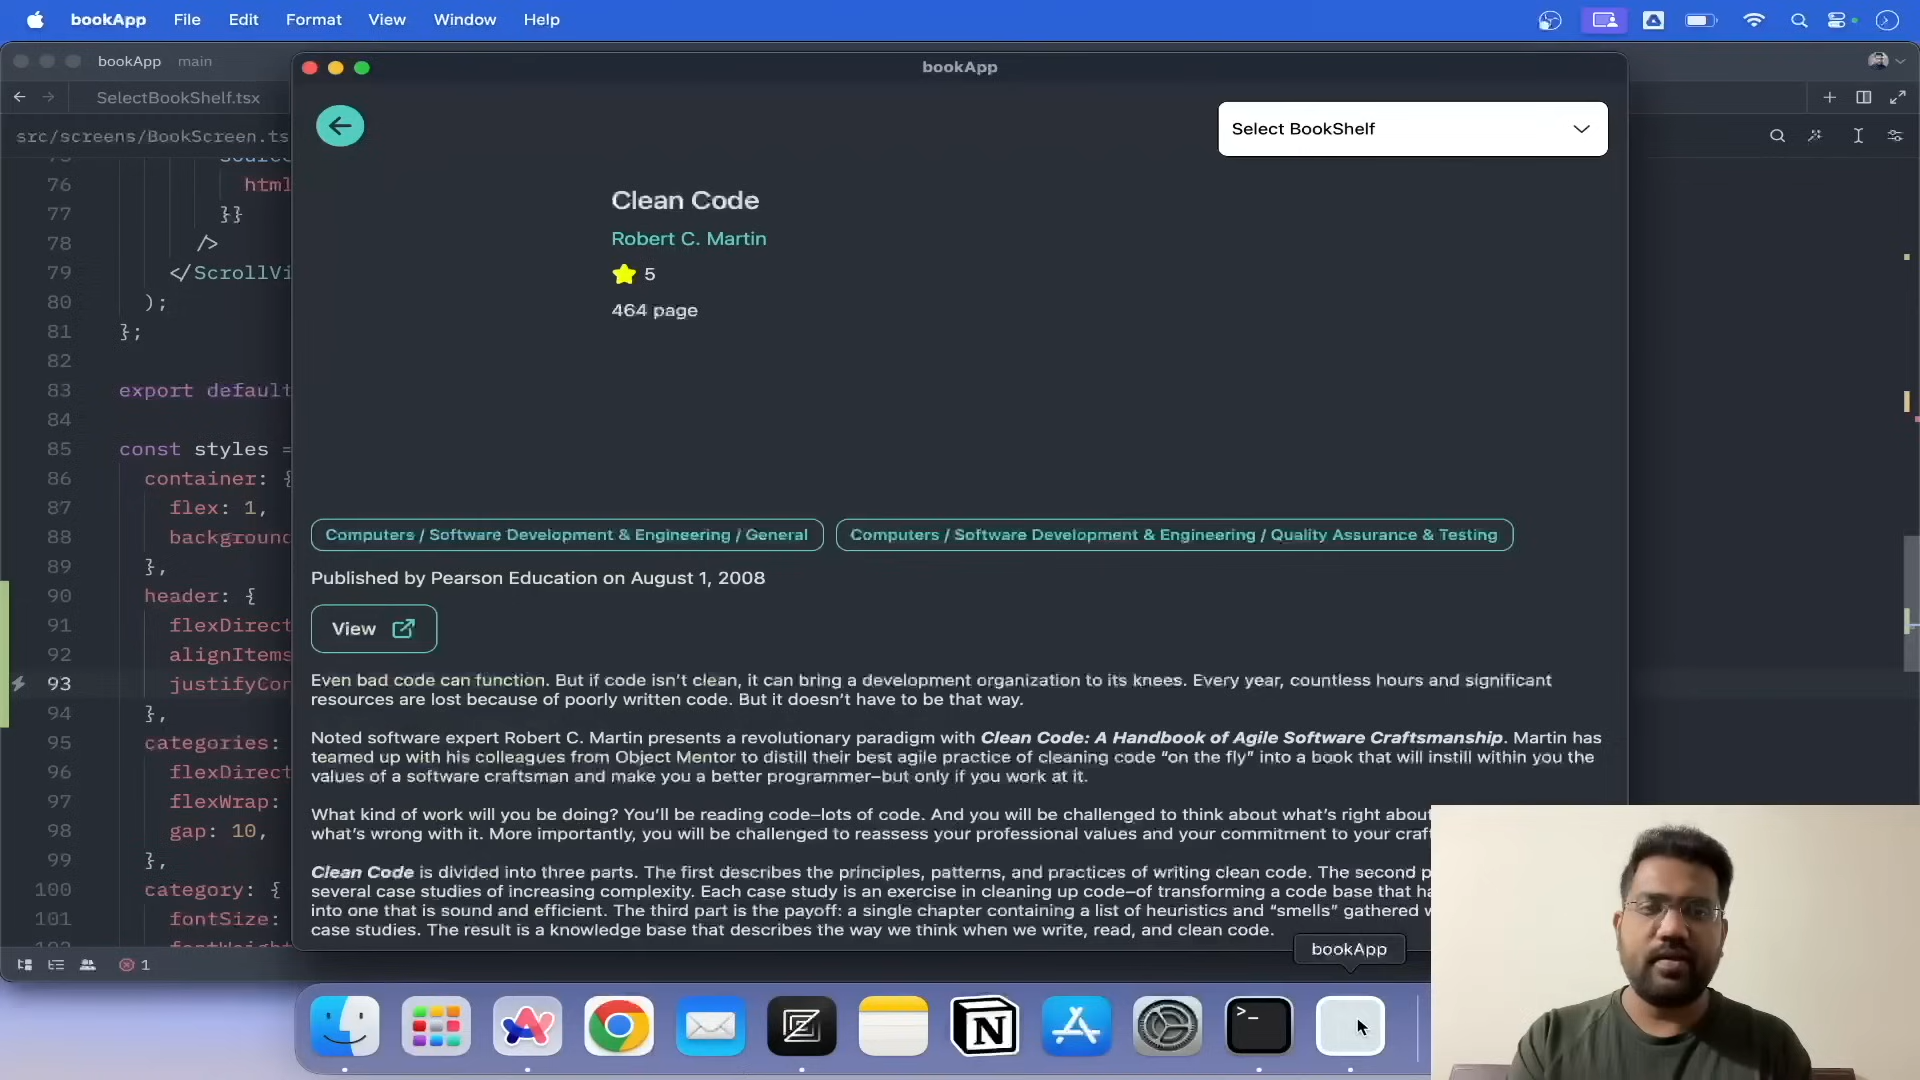 bookApp File Edit Format View Window Help
bookApp main
bookApp
SelectBookShelf.tsx
src/screens/BookScreen.ts
Select BookShelf
Clean Code
Robert C. Martin
5
464 page
76 html
77 }}
78 />
79 </ScrollVi
80 );
81 };
82
83 export default
84
85 const styles =
86 container: {
87 flex: 1,
88 background
89 },
90 header: {
91 flexDirect
92 alignItems
93 justifyCon
94 },
95 categories:
96 flexDirect
97 flexWrap:
98 gap: 10,
99 },
100 category: {
101 fontSize:
Computers / Software Development & Engineering / General
Computers / Software Development & Engineering / Quality Assurance & Testing
Published by Pearson Education on August 1, 2008
View
Even bad code can function. But if code isn’t clean, it can bring a development organization to its knees. Every year, countless hours and significant
resources are lost because of poorly written code. But it doesn’t have to be that way.
Noted software expert Robert C. Martin presents a revolutionary paradigm with Clean Code: A Handbook of Agile Software Craftsmanship. Martin has
teamed up with his colleagues from Object Mentor to distill their best agile practice of cleaning code “on the fly” into a book that will instill within you the
values of a software craftsman and make you a better programmer–but only if you work at it.
What kind of work will you be doing? You’ll be reading code–lots of code. And you will be challenged to think about what’s right about
what’s wrong with it. More importantly, you will be challenged to reassess your professional values and your commitment to your craf
Clean Code is divided into three parts. The first describes the principles, patterns, and practices of writing clean code. The second p
several case studies of increasing complexity. Each case study is an exercise in cleaning up code–of transforming a code base that ha
into one that is sound and efficient. The third part is the payoff: a single chapter containing a list of heuristics and “smells” gathered w
case studies. The result is a knowledge base that describes the way we think when we write, read, and clean code.
bookApp
1